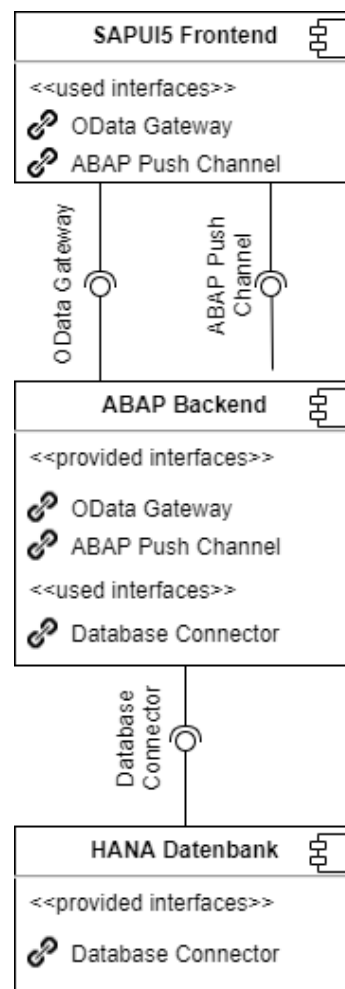 SAPUI5 Frontend
<<used interfaces>>
OData Gateway
ABAP Push Channel
OData Gateway
ABAP Push
Channel
ABAP Backend
<<provided interfaces>>
OData Gateway
ABAP Push Channel
<<used interfaces>>
Database Connector
Database
Connector
HANA Datenbank
<<provided interfaces>>
Database Connector